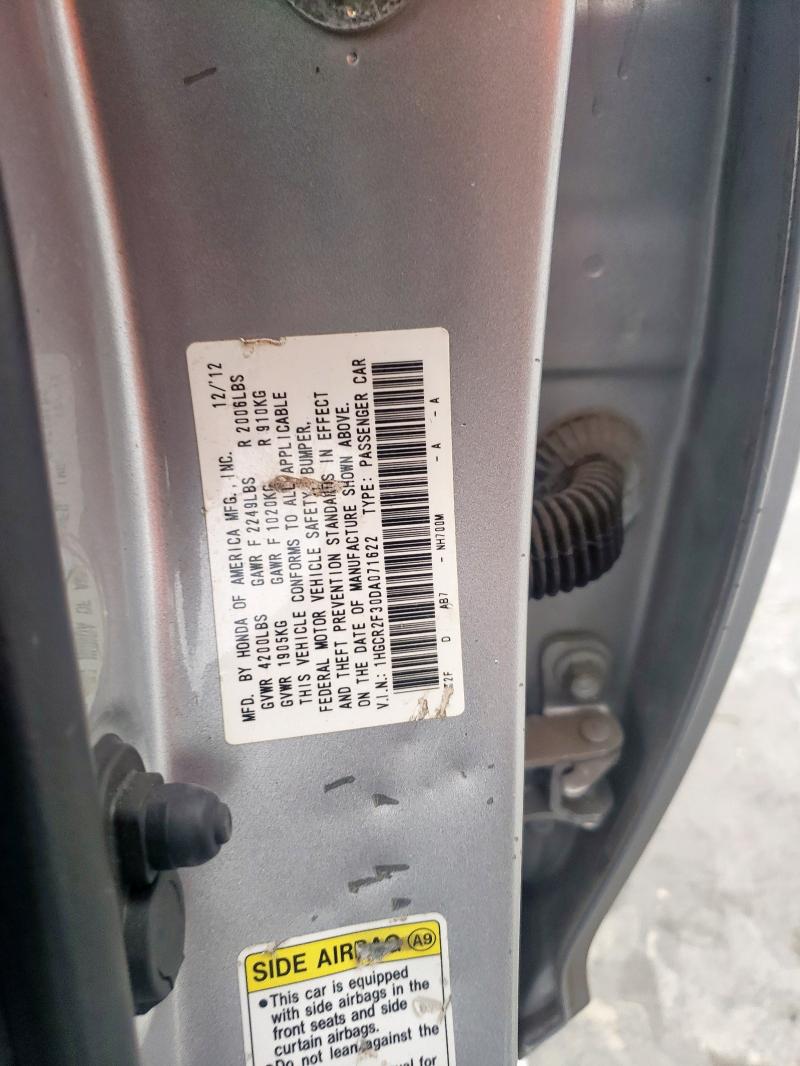 MFD. BY HONDA OF AMERICA MFG., INC. 12/'12
GVWR 4200LBS GAWR F 2249LBS R 2006LBS
GVWR 1905KG GAWR F 1020KG R 910KG
THIS VEHICLE CONFORMS TO ALL APPLICABLE
FEDERAL MOTOR VEHICLE SAFETY, BUMPER,
AND THEFT PREVENTION STANDARDS IN EFFECT
ON THE DATE OF MANUFACTURE SHOWN ABOVE.
V.I.N.: 1HGCR2F30DA071622 TYPE: PASSENGER CAR
D AB7 - NH700M - A - A
SIDE AIRBAG A9
•This car is equipped
with side airbags in the
front seats and side
curtain airbags.
•Do not lean against the